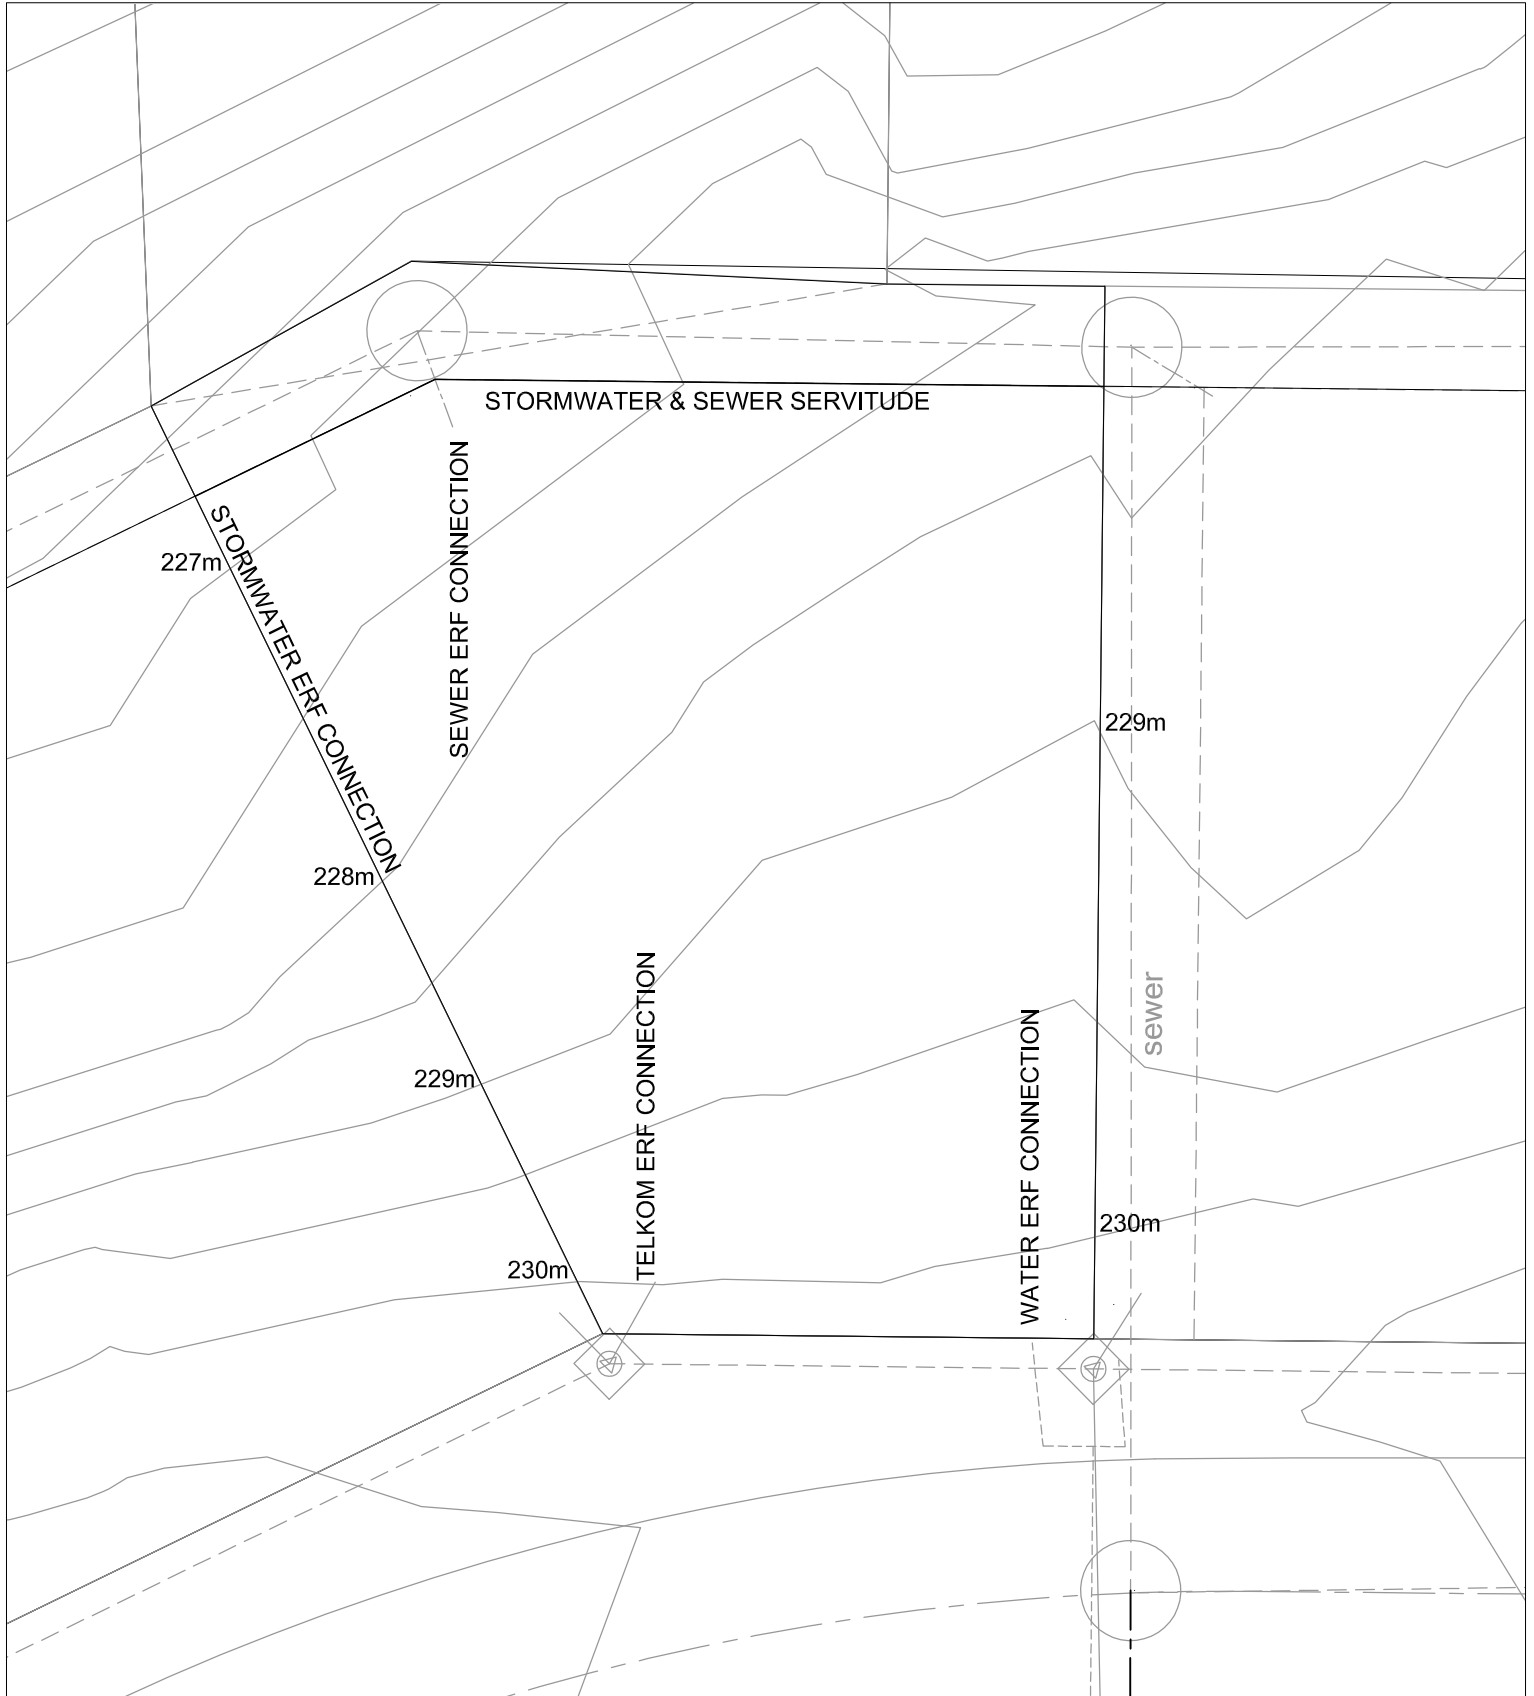 STORMWATER & SEWER SERVITUDE
SEWER ERF CONNECTION
STORMWATER ERF CONNECTION
227m
229m
228m
sewer
TELKOM ERF CONNECTION
WATER ERF CONNECTION
229m
230m
230m